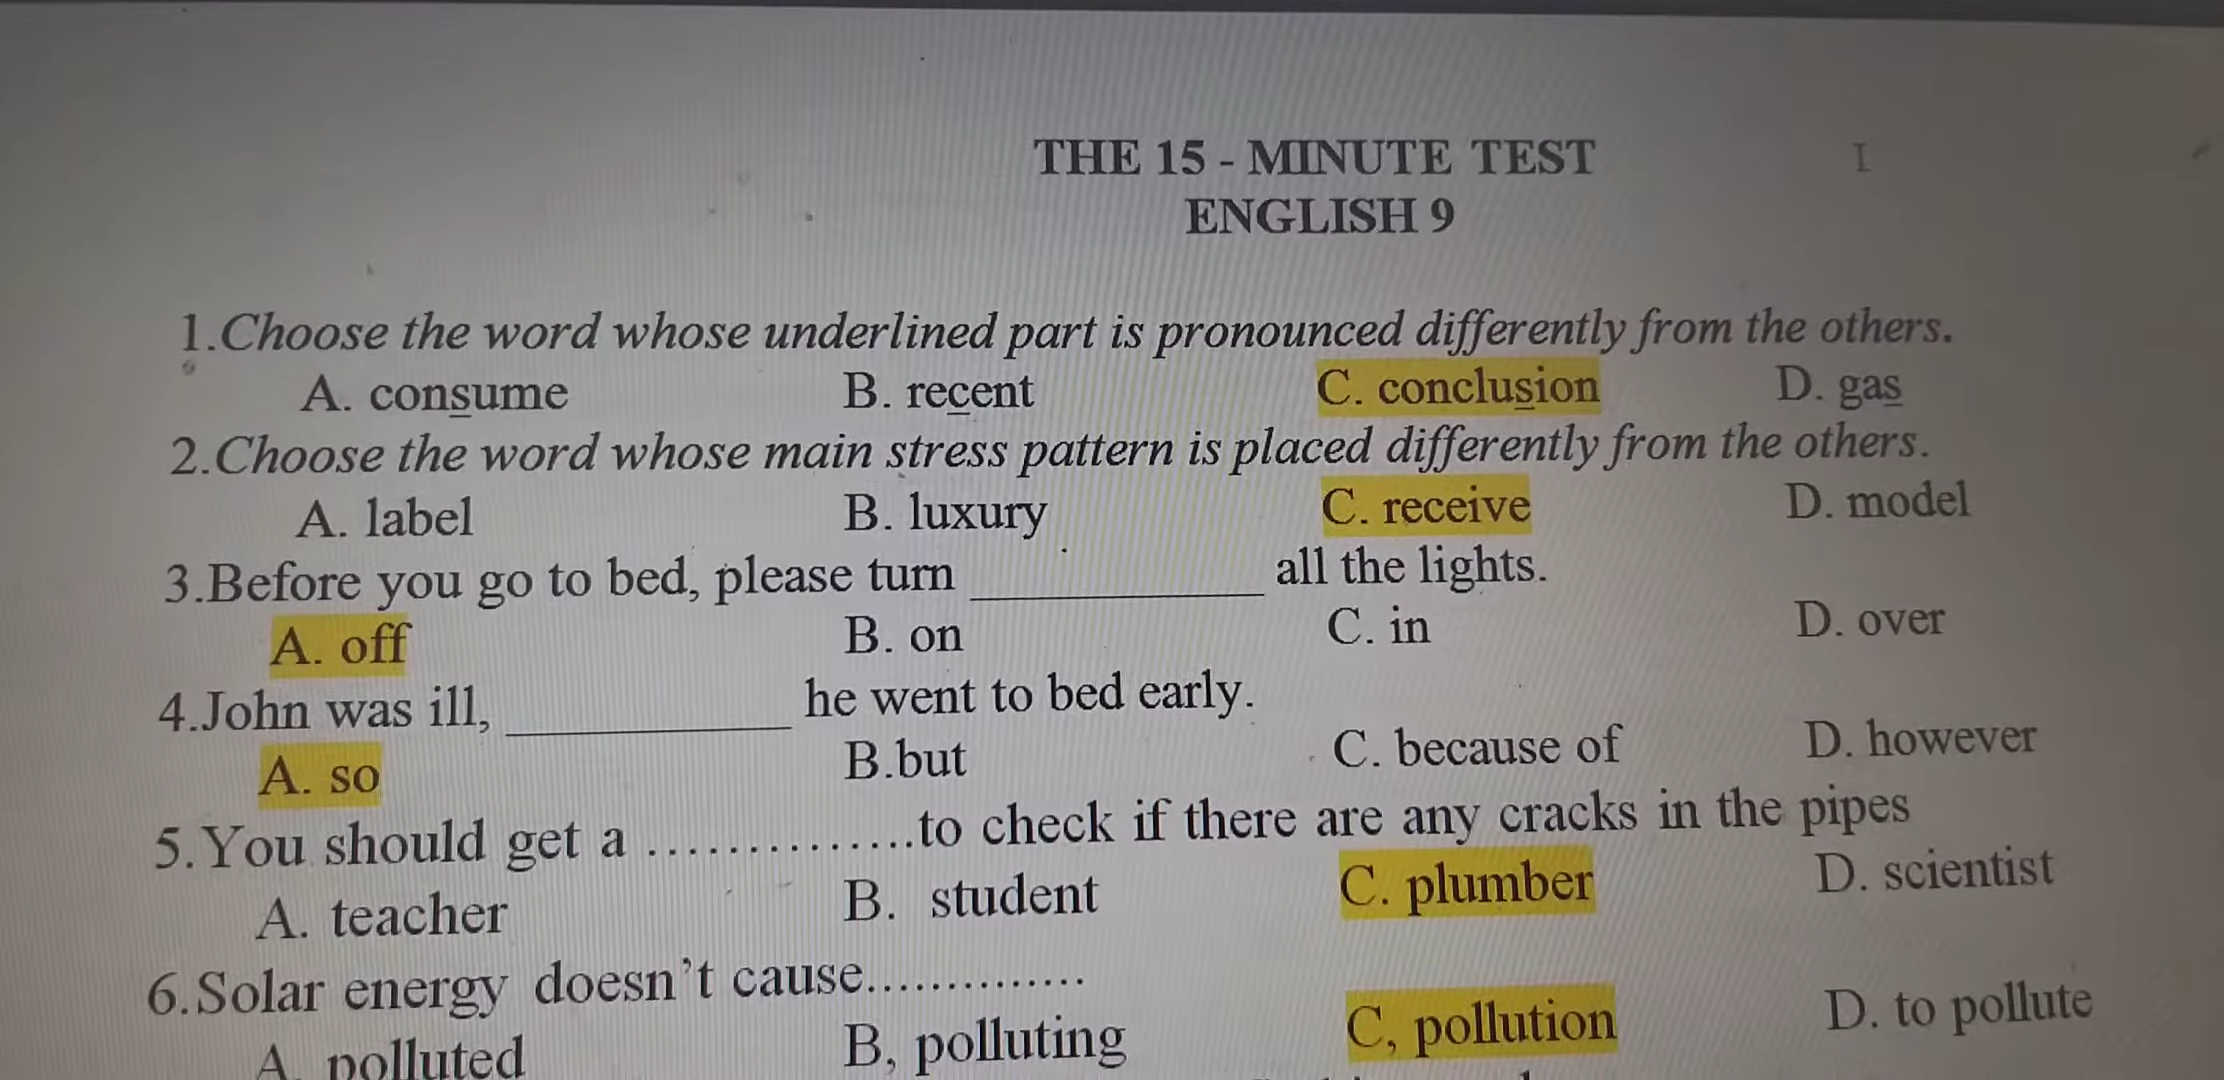 THE 15 - MINUTE TEST
ENGLISH 9
1.Choose the word whose underlined part is pronounced differently from the others.
A. consume B. recent C. conclusion D. gas
2.Choose the word whose main stress pattern is placed differently from the others.
A. label B. luxury C. receive D. model
3.Before you go to bed, please turn __________ all the lights.
A. off B. on C. in D. over
4.John was ill, __________ he went to bed early.
A. so B.but C. because of D. however
5.You should get a ……………to check if there are any cracks in the pipes
A. teacher B. student C. plumber D. scientist
6.Solar energy doesn’t cause..............
A. polluted B, polluting C, pollution D. to pollute